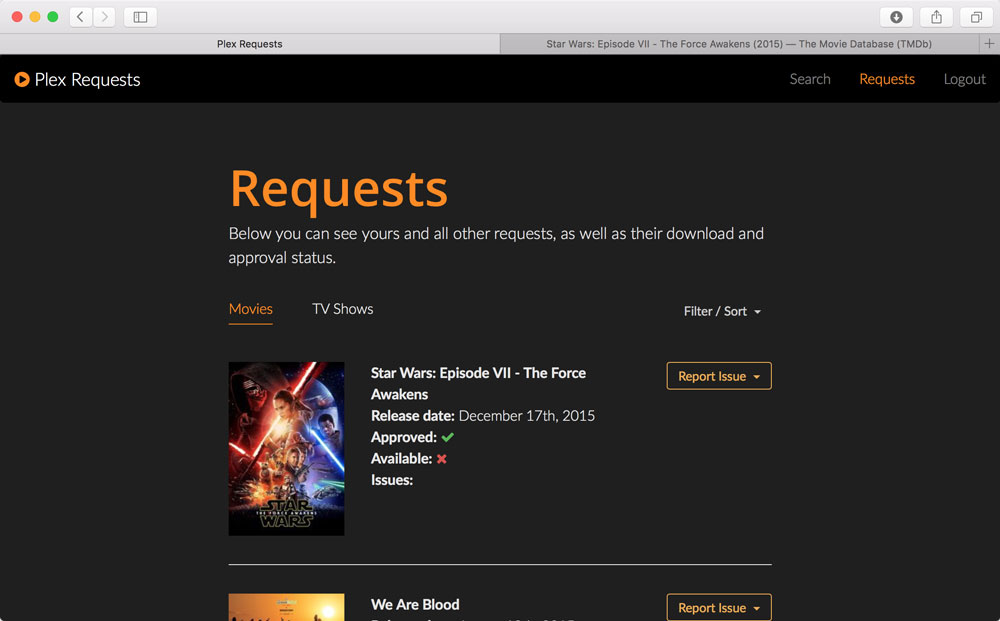 Plex Requests
Star Wars: Episode VII - The Force Awakens (2015) — The Movie Database (TMDb)
Plex Requests
Search
Requests
Logout
Requests
Below you can see yours and all other requests, as well as their download and
approval status.
Movies
TV Shows
Filter / Sort
Star Wars: Episode VII - The Force
Awakens
Release date: December 17th, 2015
Approved:
Available:
Issues:
Report Issue
STAR
THE FORCE AWAKENS
WARS
We Are Blood
Report Issue